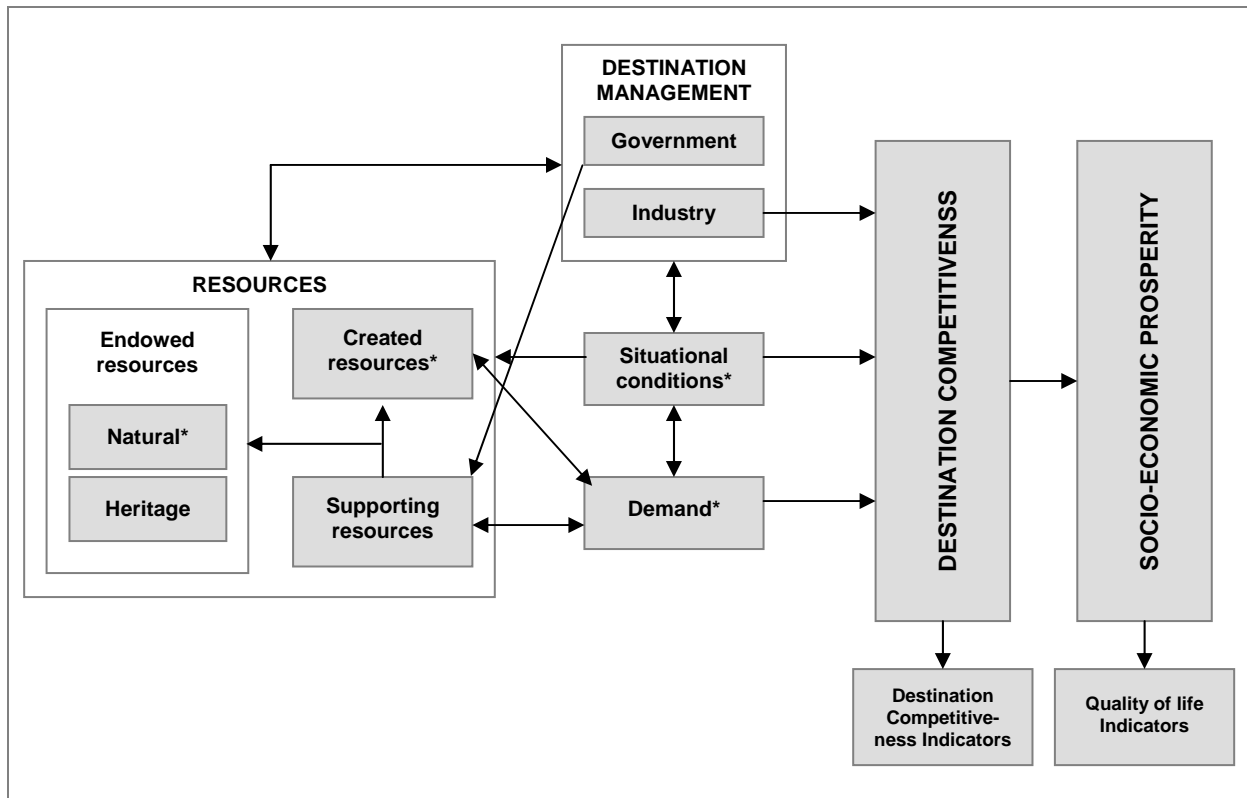 DESTINATION
MANAGEMENT
Government
Industry
RESOURCES
Endowed
resources
Natural*
Heritage
Created
resources*
Supporting
resources
Situational
conditions*
Demand*
DESTINATION COMPETITIVENSS
SOCIO-ECONOMIC PROSPERITY
Destination
Competitive-
ness Indicators
Quality of life
Indicators